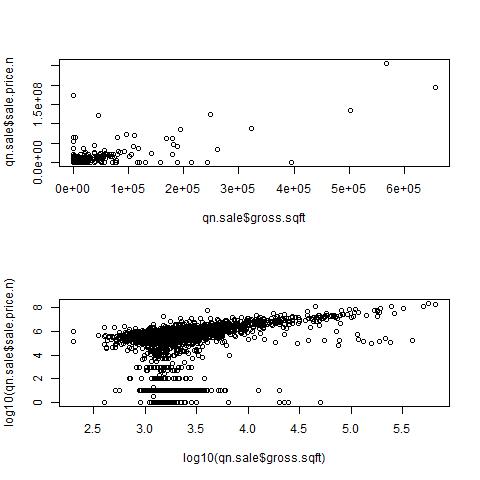 qn.sale$sale.price.n
0.0e+00 1.5e+08
0e+00 1e+05 2e+05 3e+05 4e+05 5e+05 6e+05
qn.sale$gross.sqft
log10(qn.sale$sale.price.n)
0 2 4 6 8
2.5 3.0 3.5 4.0 4.5 5.0 5.5
log10(qn.sale$gross.sqft)